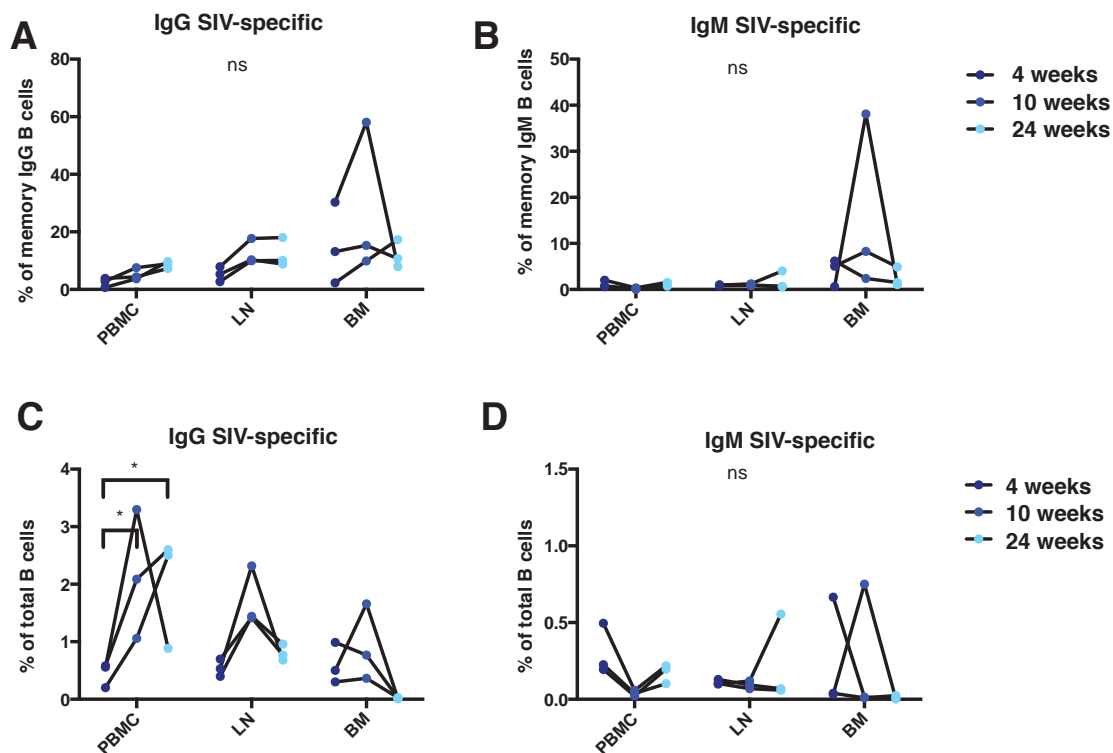 A
IgG SIV-specific
ns
% of memory IgG B cells
80
60
40
20
0
PBMC
LN
BM
B
IgM SIV-specific
ns
% of memory IgM B cells
50
40
30
20
10
0
PBMC
LN
BM
4 weeks
10 weeks
24 weeks
C
IgG SIV-specific
*
*
% of total B cells
4
3
2
1
0
PBMC
LN
BM
D
IgM SIV-specific
ns
% of total B cells
1.5
1.0
0.5
0.0
PBMC
LN
BM
4 weeks
10 weeks
24 weeks